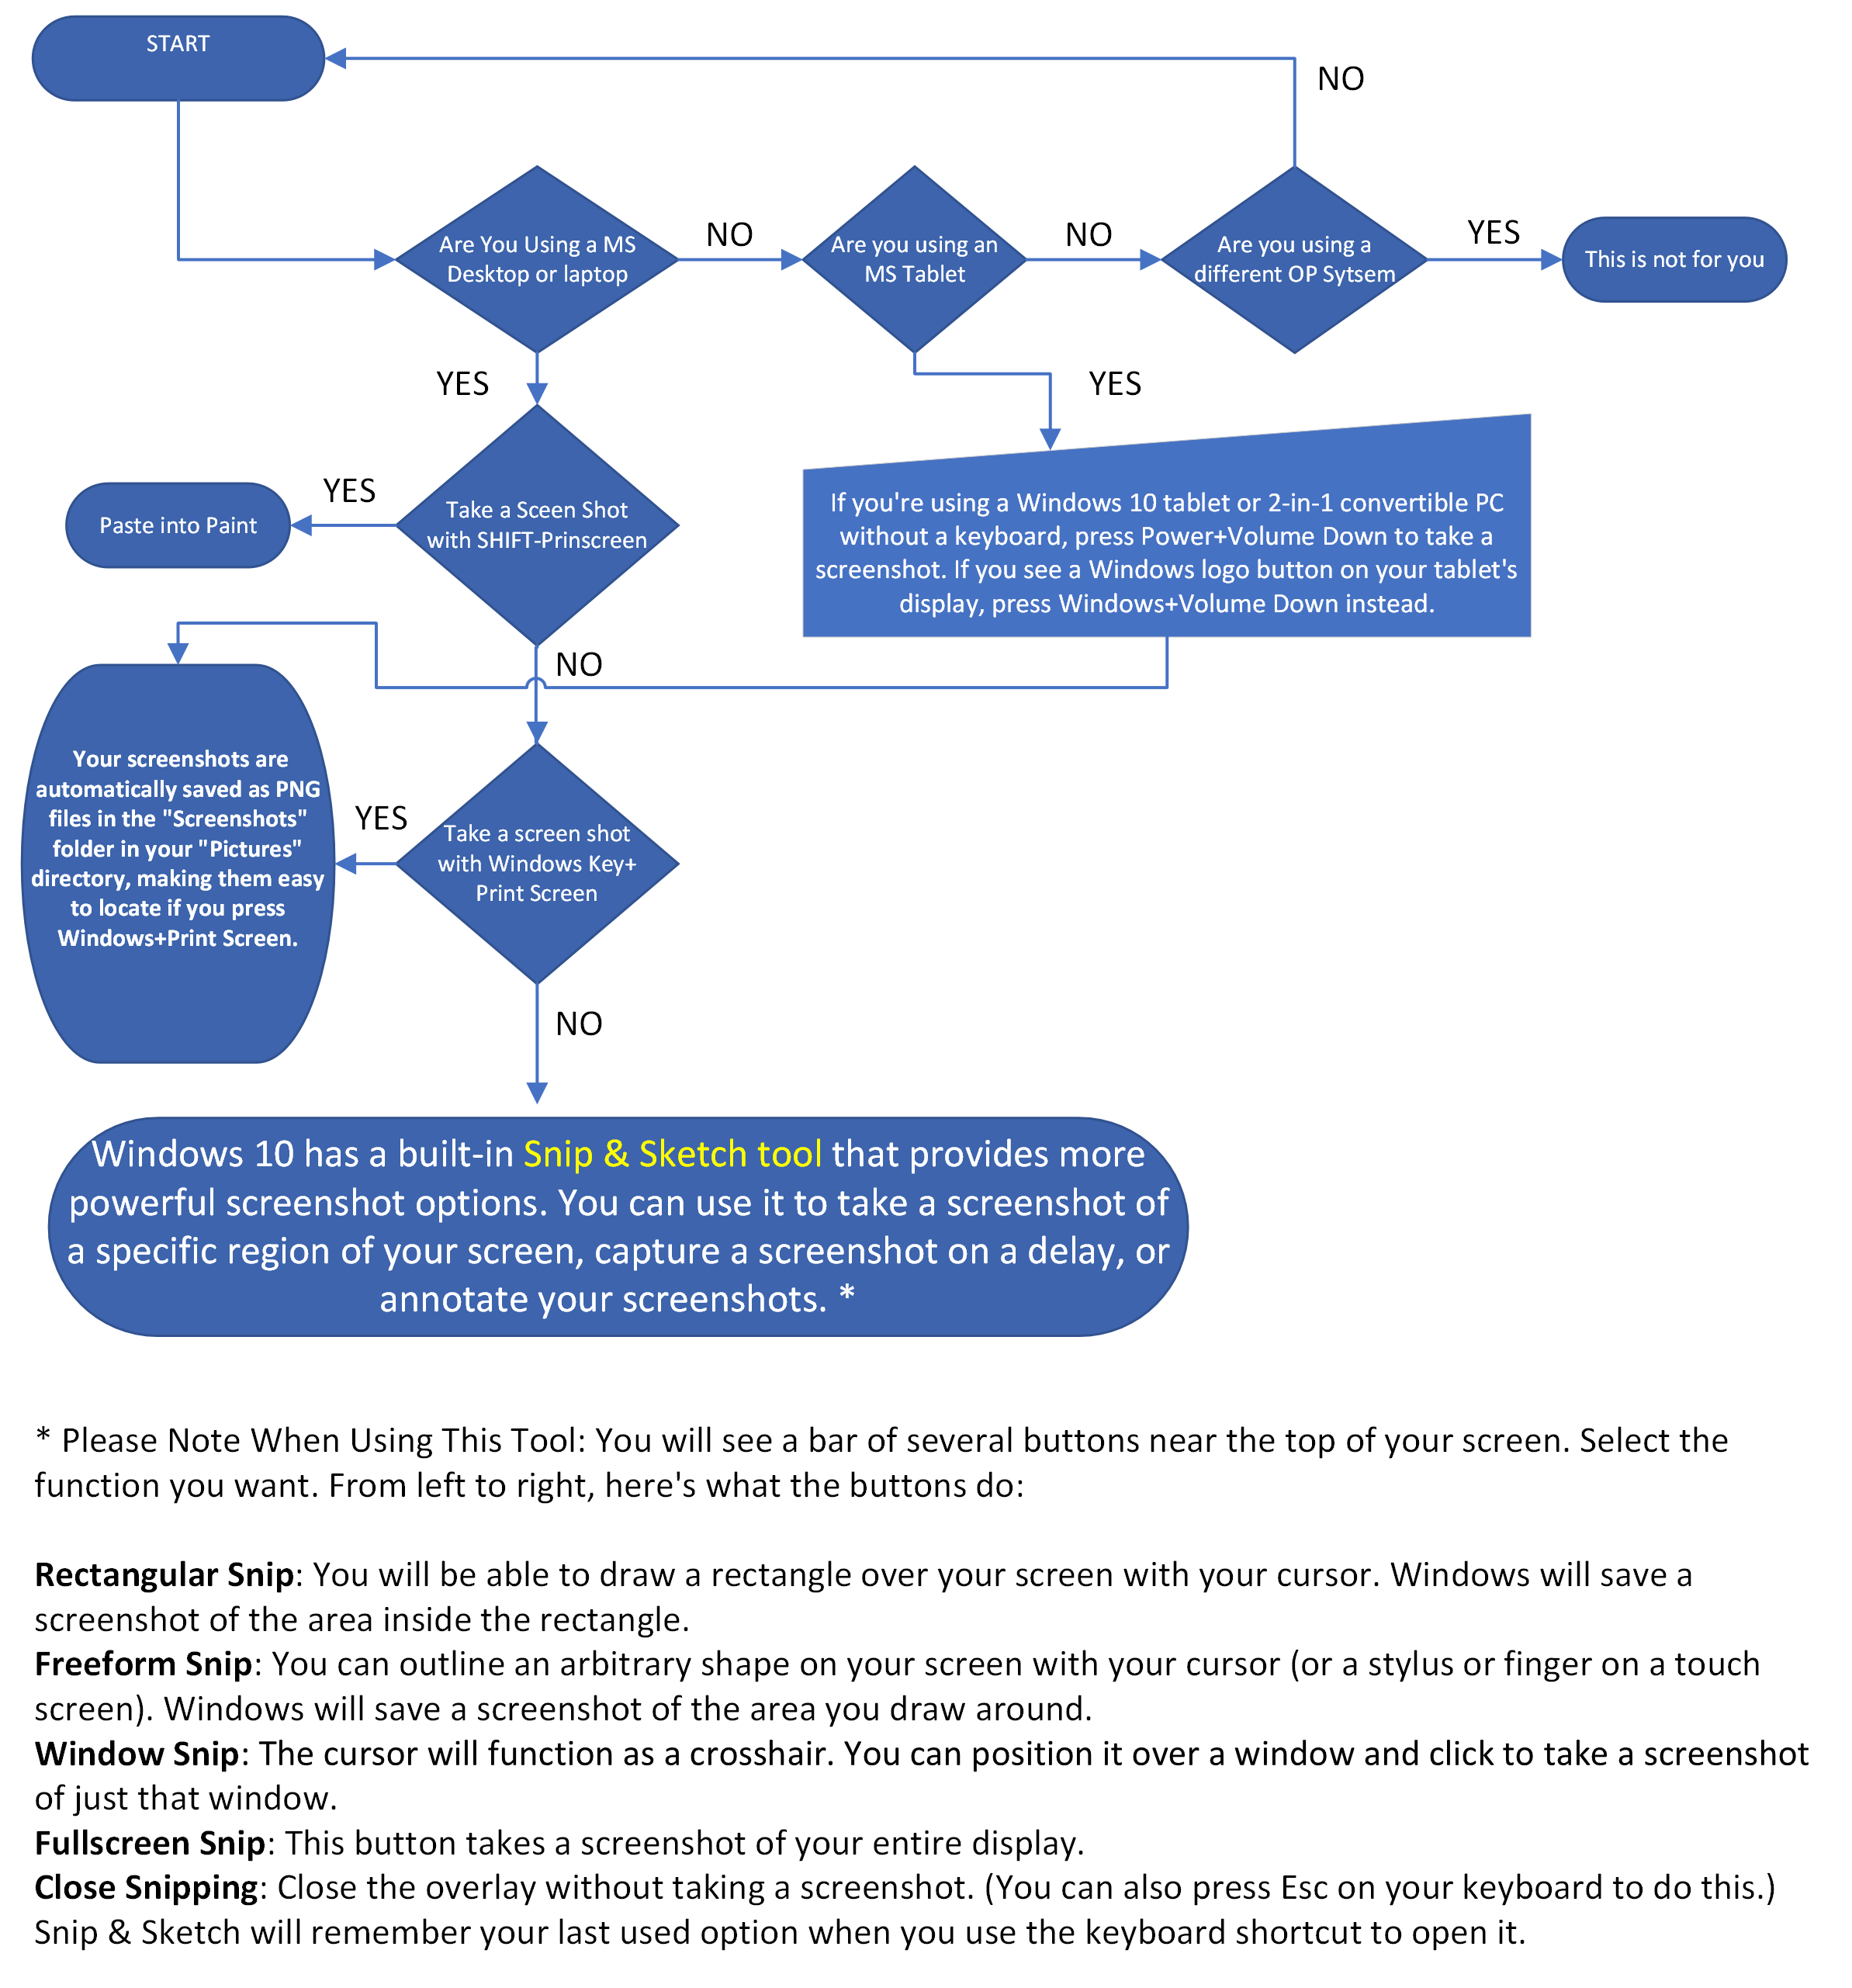 START
NO
Are You Using a MS
Desktop or laptop
NO
Are you using an
MS Tablet
NO
Are you using a
different OP Sytsem
YES
This is not for you
YES
YES
Paste into Paint
YES
Take a Sceen Shot
with SHIFT-Prinscreen
If you're using a Windows 10 tablet or 2-in-1 convertible PC
without a keyboard, press Power+Volume Down to take a
screenshot. If you see a Windows logo button on your tablet's
display, press Windows+Volume Down instead.
NO
Your screenshots are
automatically saved as PNG
files in the "Screenshots"
folder in your "Pictures"
directory, making them easy
to locate if you press
Windows+Print Screen.
YES
Take a screen shot
with Windows Key+
Print Screen
NO
Windows 10 has a built-in Snip & Sketch tool that provides more
powerful screenshot options. You can use it to take a screenshot of
a specific region of your screen, capture a screenshot on a delay, or
annotate your screenshots. *
* Please Note When Using This Tool: You will see a bar of several buttons near the top of your screen. Select the
function you want. From left to right, here's what the buttons do:
Rectangular Snip: You will be able to draw a rectangle over your screen with your cursor. Windows will save a
screenshot of the area inside the rectangle.
Freeform Snip: You can outline an arbitrary shape on your screen with your cursor (or a stylus or finger on a touch
screen). Windows will save a screenshot of the area you draw around.
Window Snip: The cursor will function as a crosshair. You can position it over a window and click to take a screenshot
of just that window.
Fullscreen Snip: This button takes a screenshot of your entire display.
Close Snipping: Close the overlay without taking a screenshot. (You can also press Esc on your keyboard to do this.)
Snip & Sketch will remember your last used option when you use the keyboard shortcut to open it.